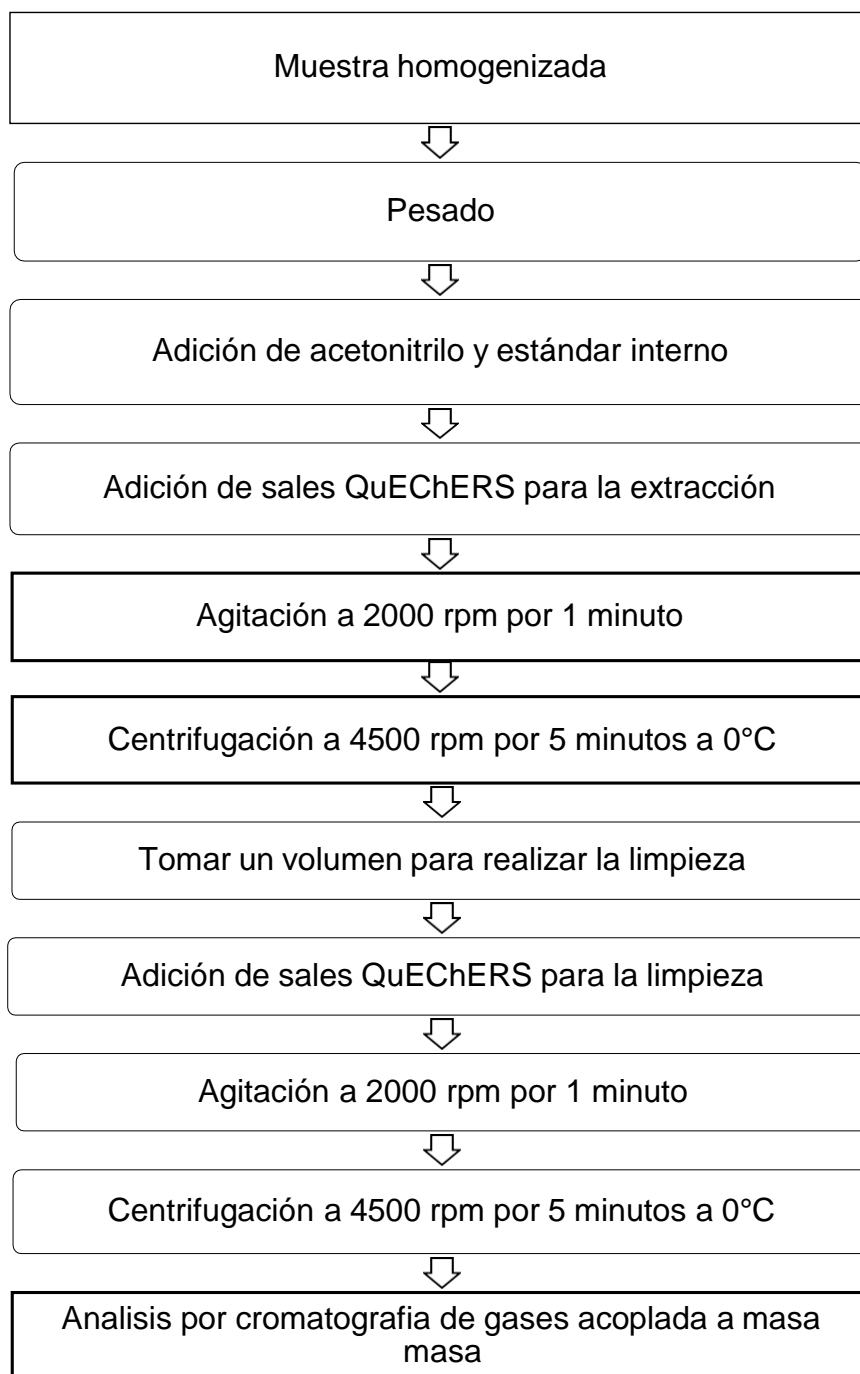 Muestra homogenizada
Pesado
Adición de acetonitrilo y estándar interno
Adición de sales QuEChERS para la extracción
Agitación a 2000 rpm por 1 minuto
Centrifugación a 4500 rpm por 5 minutos a 0°C
Tomar un volumen para realizar la limpieza
Adición de sales QuEChERS para la limpieza
Agitación a 2000 rpm por 1 minuto
Centrifugación a 4500 rpm por 5 minutos a 0°C
Analisis por cromatografia de gases acoplada a masa
masa